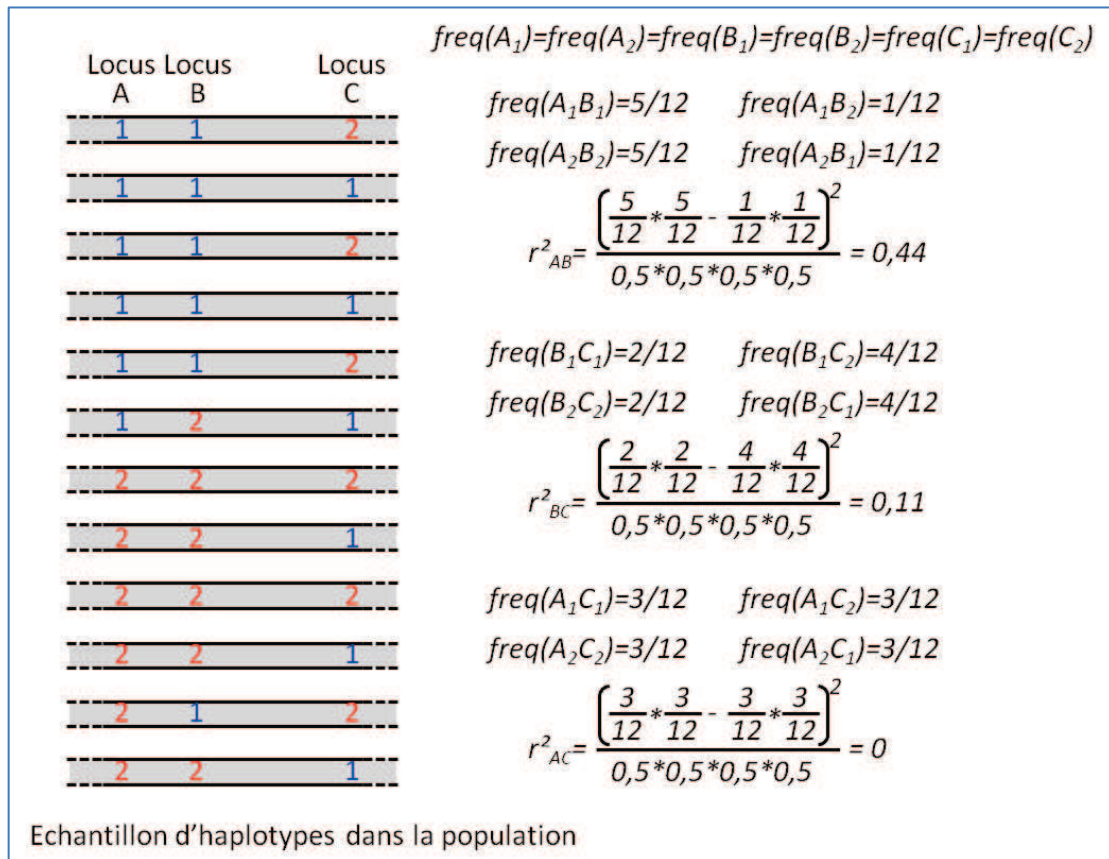 Locus Locus Locus
A B C
1 1 2
1 1 1
1 1 2
1 1 1
1 1 2
1 2 1
2 2 2
2 2 1
2 2 2
2 2 1
2 1 2
2 2 1
Echantillon d'haplotypes dans la population
freq(A₁)=freq(A₂)=freq(B₁)=freq(B₂)=freq(C₁)=freq(C₂)
freq(A₁B₁)=5/12 freq(A₁B₂)=1/12
freq(A₂B₂)=5/12 freq(A₂B₁)=1/12
r²AB= (5/12*5/12 - 1/12*1/12)² / 0,5*0,5*0,5*0,5 = 0,44
freq(B₁C₁)=2/12 freq(B₁C₂)=4/12
freq(B₂C₂)=2/12 freq(B₂C₁)=4/12
r²BC= (2/12*2/12 - 4/12*4/12)² / 0,5*0,5*0,5*0,5 = 0,11
freq(A₁C₁)=3/12 freq(A₁C₂)=3/12
freq(A₂C₂)=3/12 freq(A₂C₁)=3/12
r²AC= (3/12*3/12 - 3/12*3/12)² / 0,5*0,5*0,5*0,5 = 0